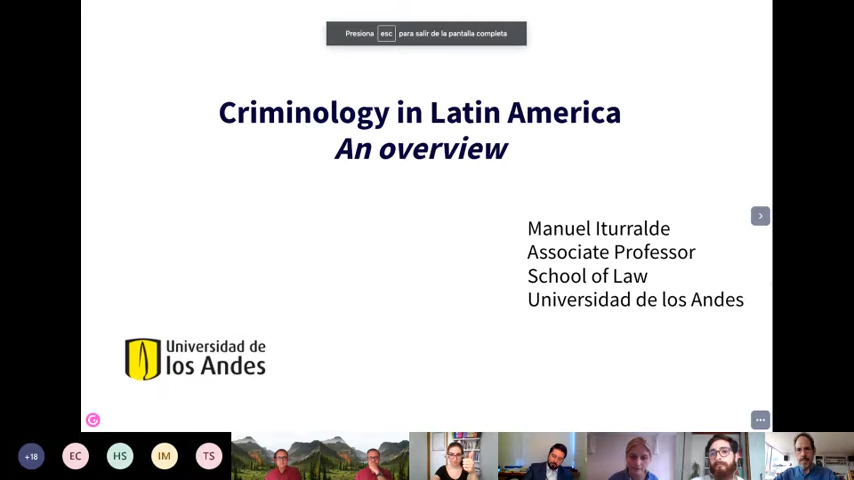 Presiona esc para salir de la pantalla completa
Criminology in Latin America
An overview
Manuel Iturralde
Associate Professor
School of Law
Universidad de los Andes
Universidad de
los Andes
+18
EC
HS
IM
TS